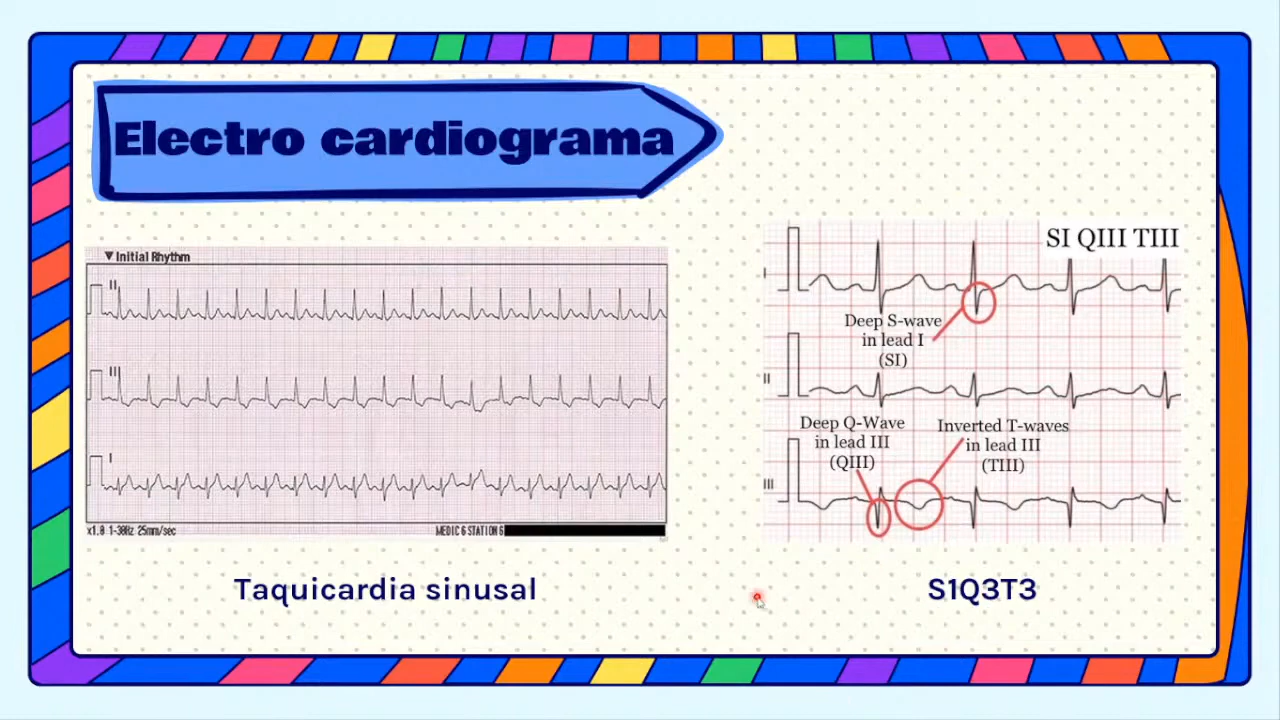 Electro cardiograma
▼ Initial Rhythm
II
III
I
x1.0 1-30Hz 25mm/sec
MEDIC 6 STATION 6
Taquicardia sinusal
SI QIII TIII
I
Deep S-wave
in lead I
(SI)
II
Deep Q-Wave
in lead III
(QIII)
Inverted T-waves
in lead III
(TIII)
III
S1Q3T3